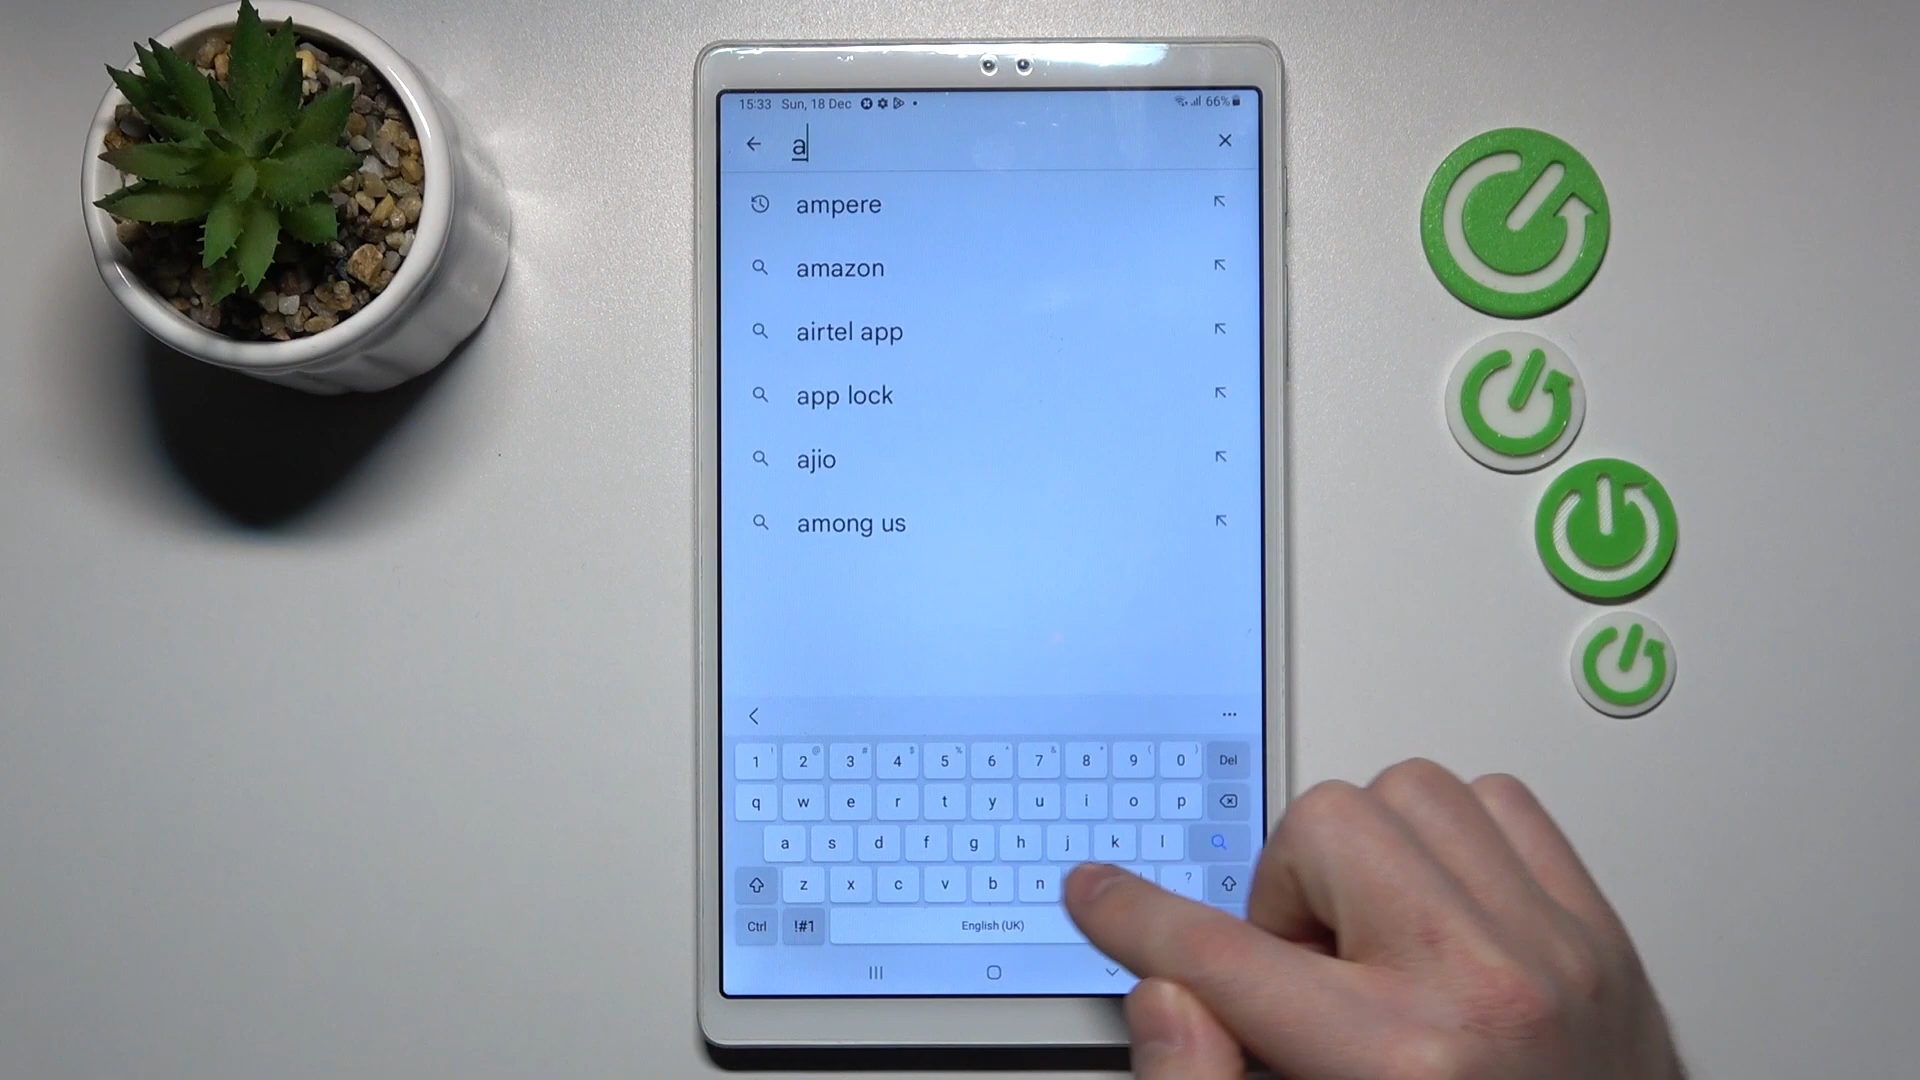 15:33 Sun, 18 Dec 66%
a
ampere
amazon
airtel app
app lock
ajio
among us
1 ! 2 @ 3 # 4 $ 5 % 6 ^ 7 & 8 * 9 ( 0 ) Del
q w e r t y u i o p
a s d f g h j k l
z x c v b n ?
Ctrl !#1 English (UK)